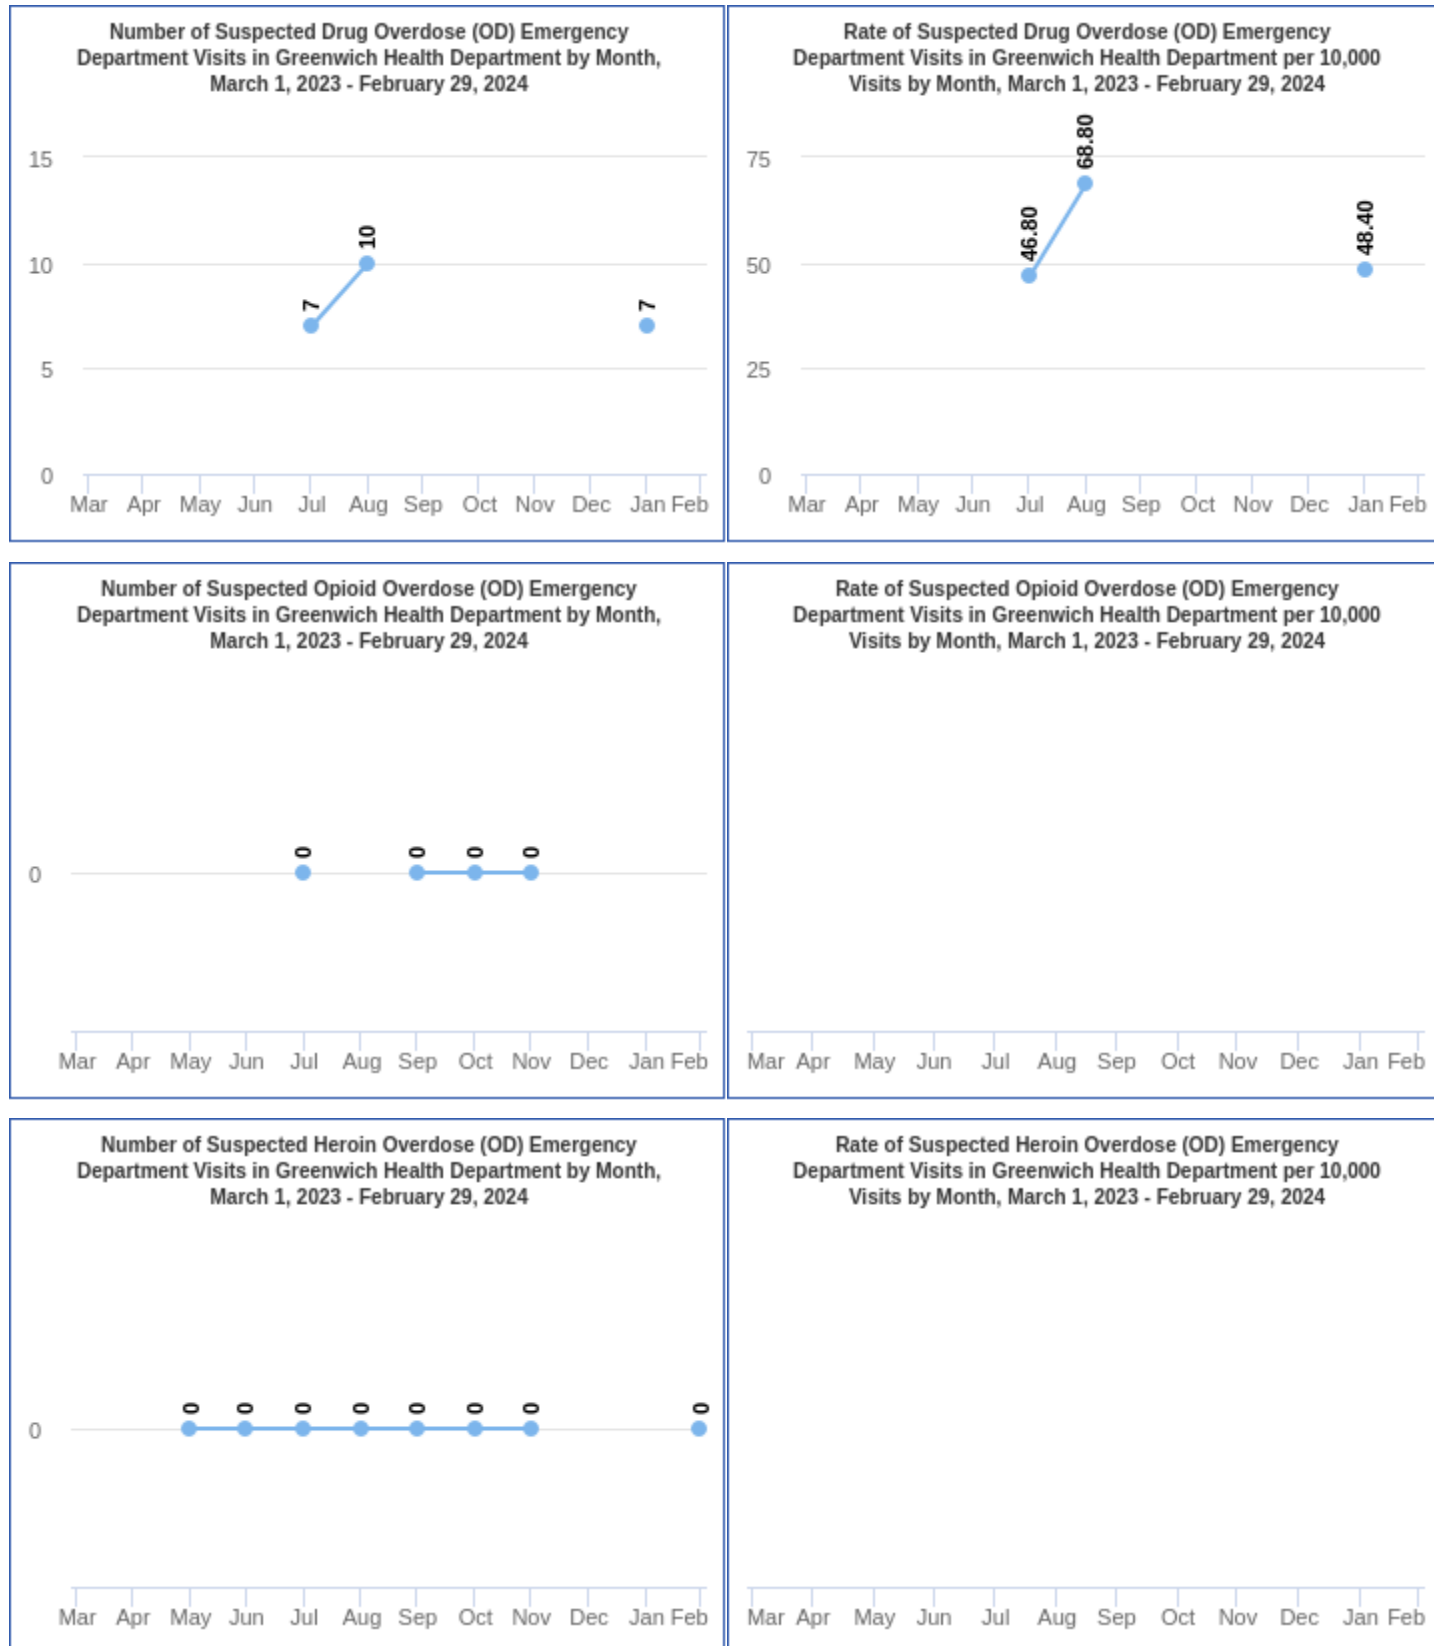 Number of Suspected Drug Overdose (OD) Emergency
Department Visits in Greenwich Health Department by Month,
March 1, 2023 - February 29, 2024
15
10
5
0
7
10
7
Mar Apr May Jun Jul Aug Sep Oct Nov Dec Jan Feb
Rate of Suspected Drug Overdose (OD) Emergency
Department Visits in Greenwich Health Department per 10,000
Visits by Month, March 1, 2023 - February 29, 2024
75
50
25
0
46.80
68.80
48.40
Mar Apr May Jun Jul Aug Sep Oct Nov Dec Jan Feb
Number of Suspected Opioid Overdose (OD) Emergency
Department Visits in Greenwich Health Department by Month,
March 1, 2023 - February 29, 2024
0
0 0 0 0
Mar Apr May Jun Jul Aug Sep Oct Nov Dec Jan Feb
Rate of Suspected Opioid Overdose (OD) Emergency
Department Visits in Greenwich Health Department per 10,000
Visits by Month, March 1, 2023 - February 29, 2024
Mar Apr May Jun Jul Aug Sep Oct Nov Dec Jan Feb
Number of Suspected Heroin Overdose (OD) Emergency
Department Visits in Greenwich Health Department by Month,
March 1, 2023 - February 29, 2024
0
0 0 0 0 0 0 0 0
Mar Apr May Jun Jul Aug Sep Oct Nov Dec Jan Feb
Rate of Suspected Heroin Overdose (OD) Emergency
Department Visits in Greenwich Health Department per 10,000
Visits by Month, March 1, 2023 - February 29, 2024
Mar Apr May Jun Jul Aug Sep Oct Nov Dec Jan Feb